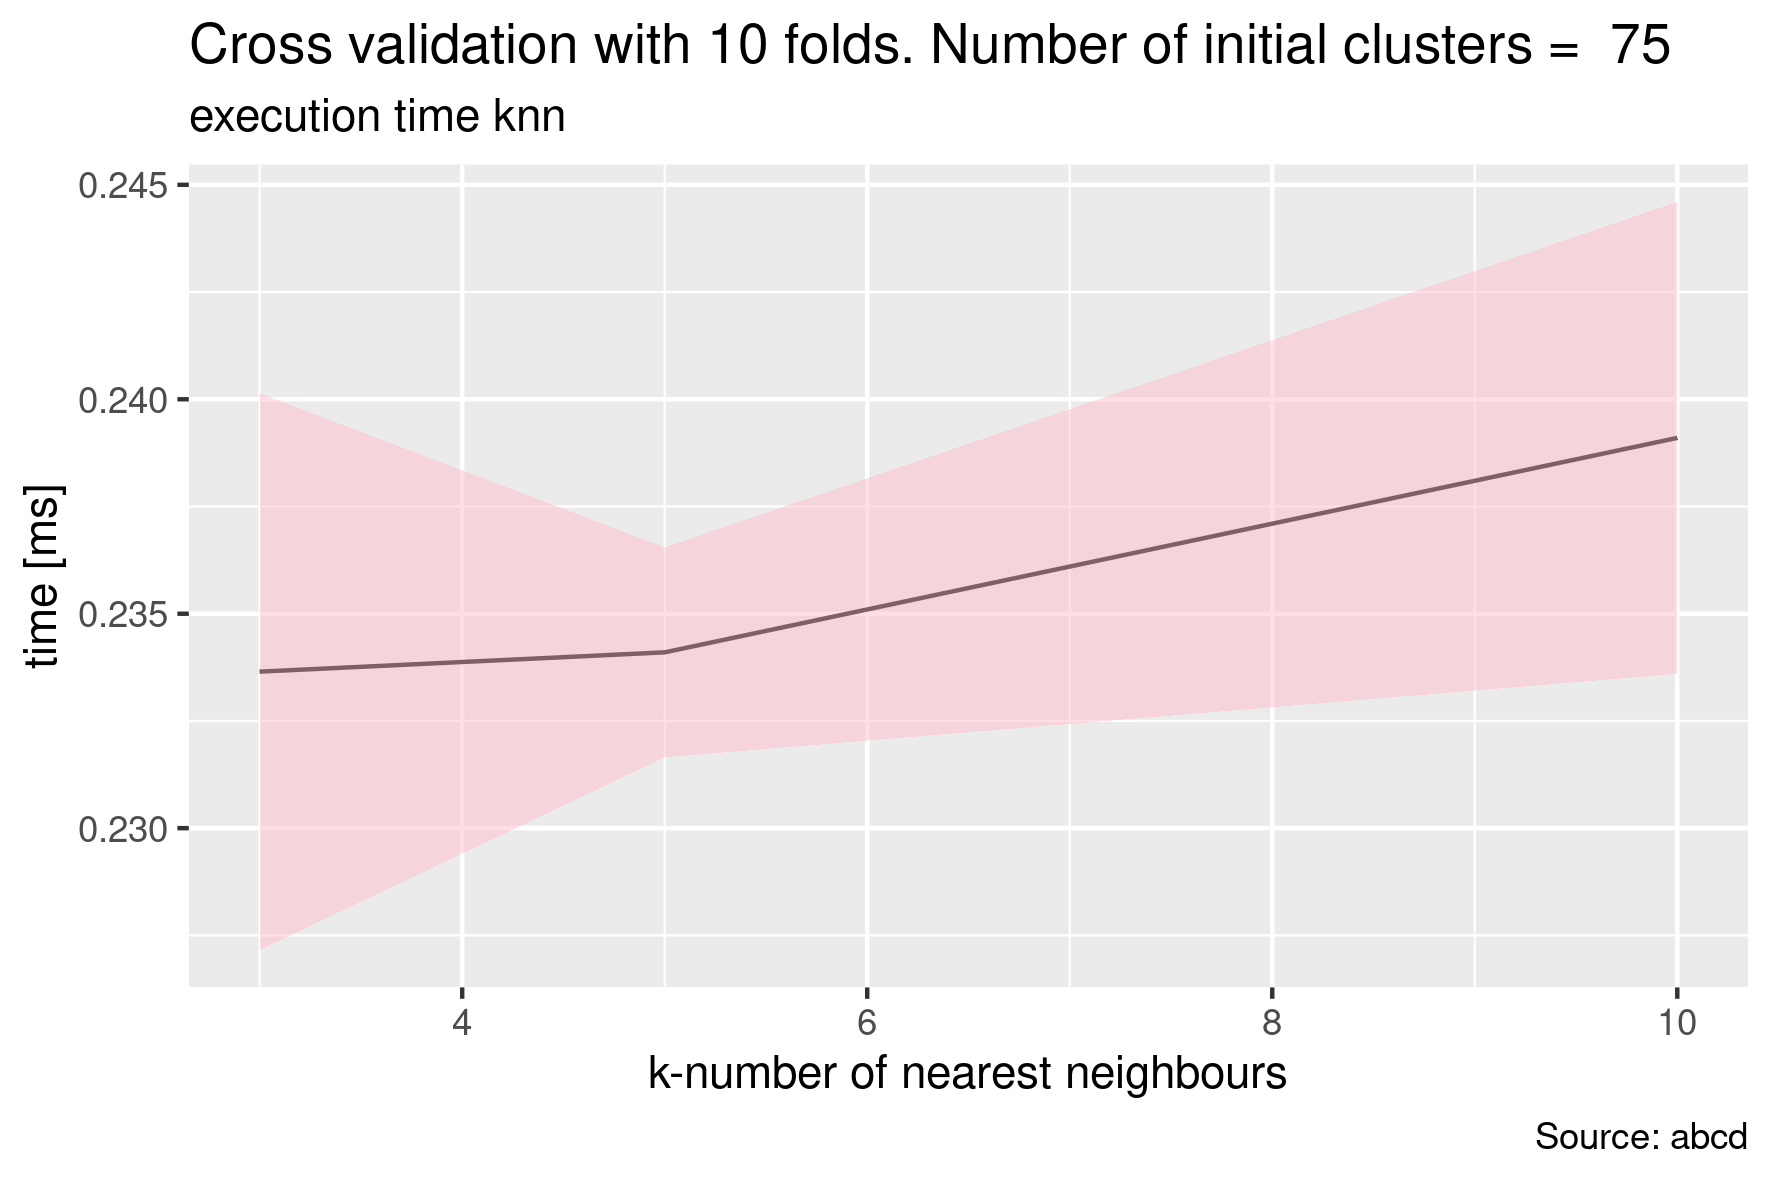 Cross validation with 10 folds. Number of initial clusters =  75
execution time knn
0.245
0.240
0.235
0.230
time [ms]
4 6 8 10
k-number of nearest neighbours
Source: abcd